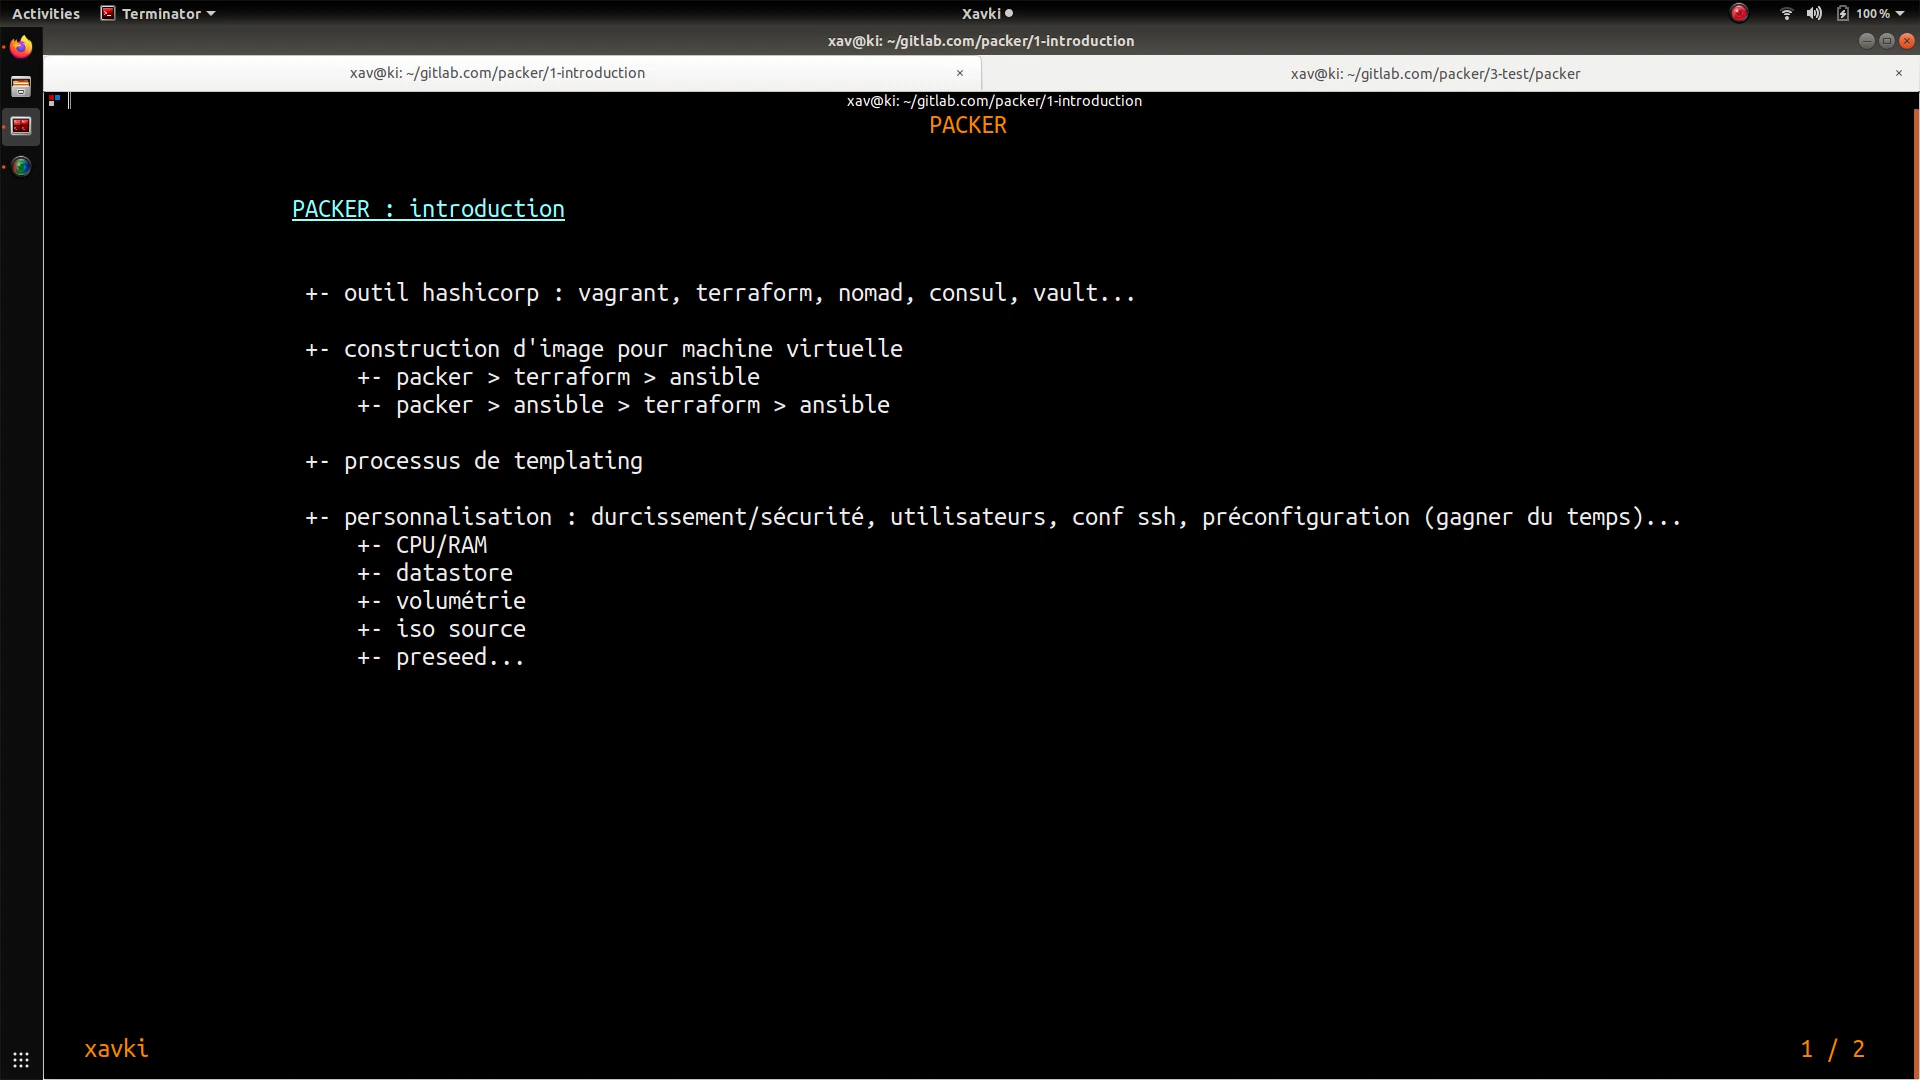 Activities Terminator Xavki 100 %
xav@ki: ~/gitlab.com/packer/1-introduction
xav@ki: ~/gitlab.com/packer/1-introduction × xav@ki: ~/gitlab.com/packer/3-test/packer ×
xav@ki: ~/gitlab.com/packer/1-introduction
PACKER
PACKER : introduction
+- outil hashicorp : vagrant, terraform, nomad, consul, vault...
+- construction d'image pour machine virtuelle
+- packer > terraform > ansible
+- packer > ansible > terraform > ansible
+- processus de templating
+- personnalisation : durcissement/sécurité, utilisateurs, conf ssh, préconfiguration (gagner du temps)...
+- CPU/RAM
+- datastore
+- volumétrie
+- iso source
+- preseed...
xavki 1 / 2